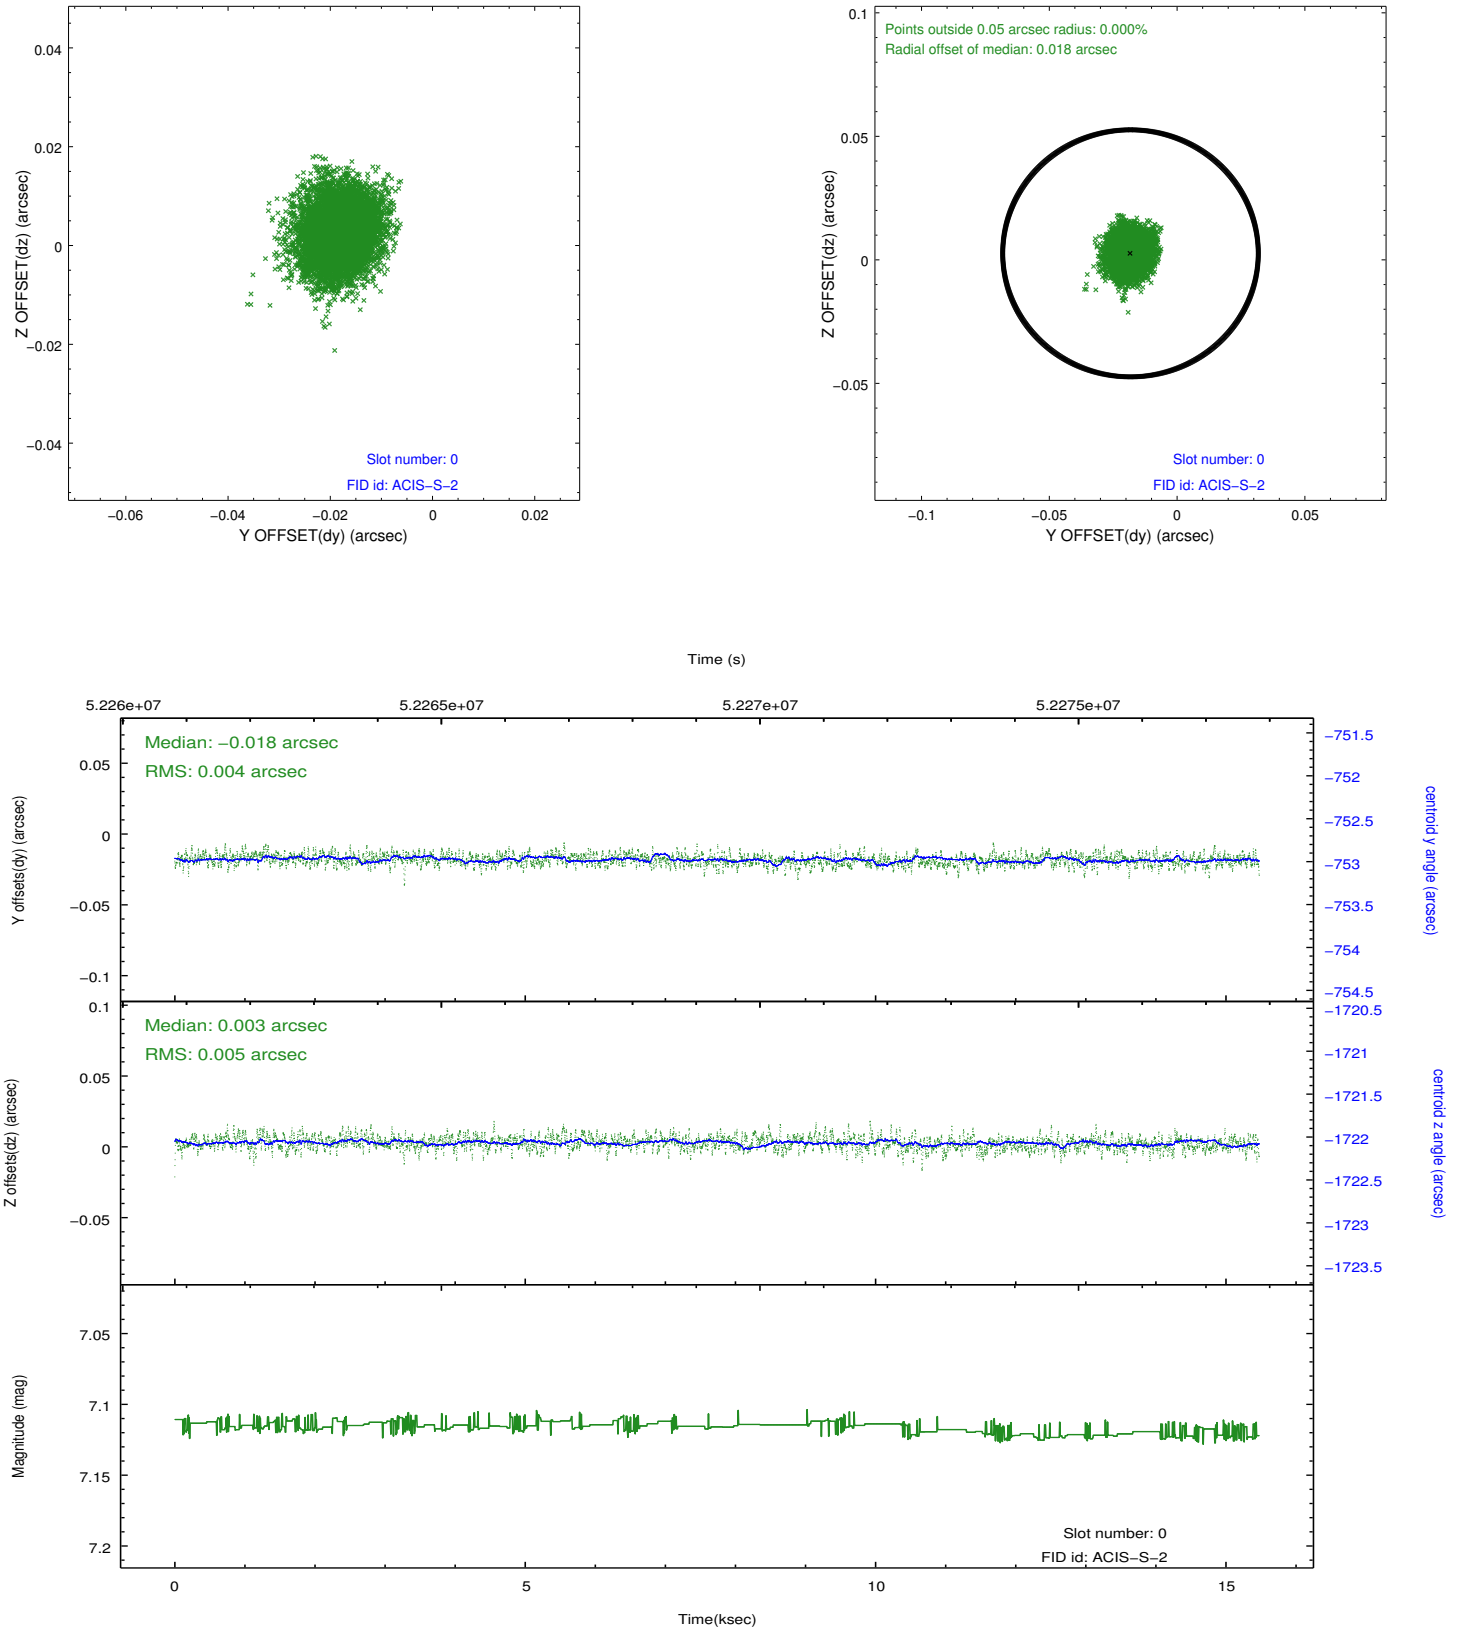 0.04
0.02
0
−0.02
−0.04
Z OFFSET(dz) (arcsec)
Slot number: 0
FID id: ACIS−S−2
−0.06
−0.04
−0.02
0
0.02
Y OFFSET(dy) (arcsec)
Points outside 0.05 arcsec radius: 0.000%
Radial offset of median: 0.018 arcsec
0.1
0.05
0
−0.05
Z OFFSET(dz) (arcsec)
Slot number: 0
FID id: ACIS−S−2
−0.1
−0.05
0
0.05
Y OFFSET(dy) (arcsec)
Time (s)
5.226e+07
5.2265e+07
5.227e+07
5.2275e+07
Median: −0.018 arcsec
RMS: 0.004 arcsec
0.05
0
−0.05
−0.1
Y offsets(dy) (arcsec)
−751.5
−752
−752.5
−753
−753.5
−754
−754.5
centroid y angle (arcsec)
Median: 0.003 arcsec
RMS: 0.005 arcsec
0.1
0.05
0
−0.05
Z offsets(dz) (arcsec)
−1720.5
−1721
−1721.5
−1722
−1722.5
−1723
−1723.5
centroid z angle (arcsec)
7.05
7.1
7.15
7.2
Magnitude (mag)
Slot number: 0
FID id: ACIS−S−2
0
5
10
15
Time(ksec)